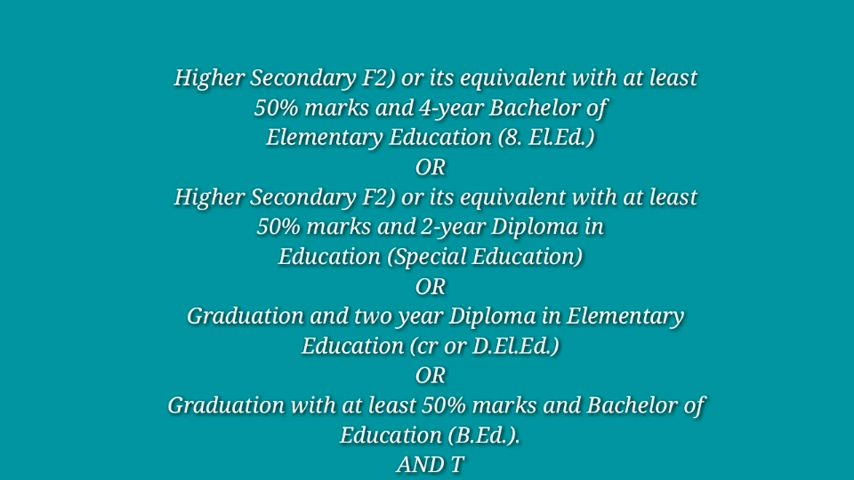 Higher Secondary F2) or its equivalent with at least
50% marks and 4-year Bachelor of
Elementary Education (8. El.Ed.)
OR
Higher Secondary F2) or its equivalent with at least
50% marks and 2-year Diploma in
Education (Special Education)
OR
Graduation and two year Diploma in Elementary
Education (cr or D.El.Ed.)
OR
Graduation with at least 50% marks and Bachelor of
Education (B.Ed.).
AND T